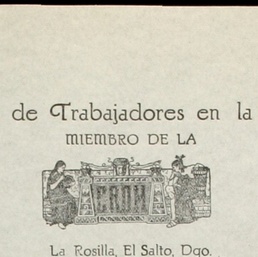 de Trabajadores en la
MIEMBRO DE LA
CROM
La Rosilla, El Salto, Dgo.